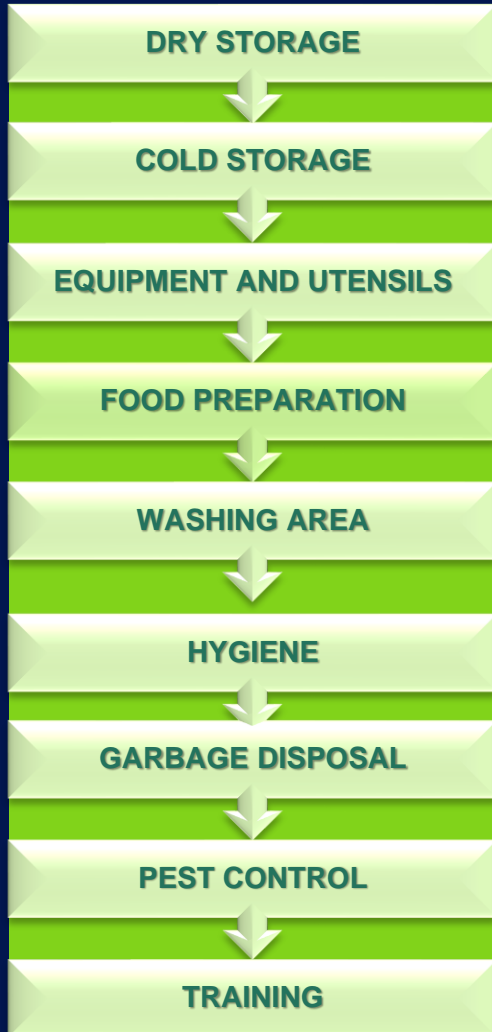 DRY STORAGE
COLD STORAGE
EQUIPMENT AND UTENSILS
FOOD PREPARATION
WASHING AREA
HYGIENE
GARBAGE DISPOSAL
PEST CONTROL
TRAINING